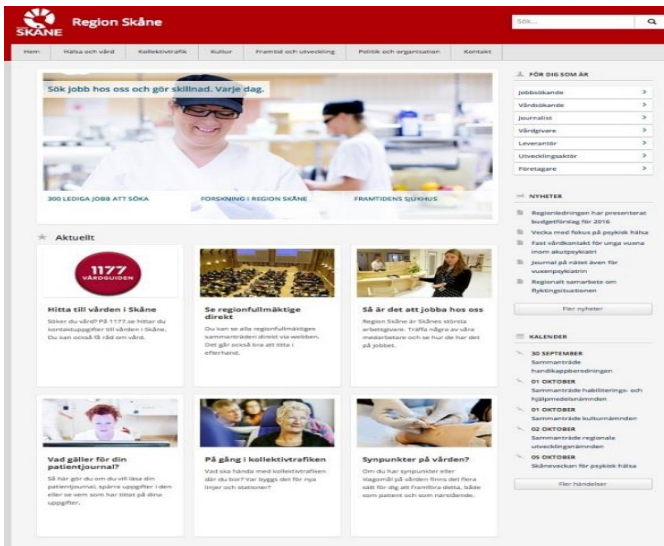 SKÅNE
Region Skåne
Sök...
Hem
Hälsa och vård
Kollektivtrafik
Kultur
Framtid och utveckling
Politik och organisation
Kontakt
Sök jobb hos oss och gör skillnad. Varje dag.
300 LEDIGA JOBB ATT SÖKA
FORSKNING I REGION SKÅNE
FRAMTIDENS SJUKHUS
Aktuellt
1177
VÅRDGUIDEN
Hitta till vården i Skåne
Söker du vård? På 1177.se hittar du
kontaktuppgifter till vården i Skåne.
Du kan också få råd om vård.
Se regionfullmäktige
direkt
Du kan se alla regionfullmäktiges
sammanträden direkt via webben.
Det går också bra att titta i
efterhand.
Så är det att jobba hos oss
Region Skåne är Skånes största
arbetsgivare. Träffa några av våra
medarbetare och se hur de har det
på jobbet.
Vad gäller för din
patientjournal?
Så här gör du om du vill läsa din
patientjournal, spärra uppgifter i den
eller se vem som har tittat på dina
uppgifter.
På gång i kollektivtrafiken
Vad ska hända med kollektivtrafiken
där du bor? Var byggs det för nya
linjer och stationer?
Synpunkter på vården?
Om du har synpunkter eller
klagomål på vården finns det flera
sätt för dig att framföra detta, både
som patient och som närstående.
FÖR DIG SOM ÄR
Jobbsökande
Vårdsökande
Journalist
Vårdgivare
Leverantör
Utvecklingsaktör
Företagare
NYHETER
Regionledningen har presenterat
budgetförslag för 2016
Vecka med fokus på psykisk hälsa
Fast vårdkontakt för unga vuxna
inom akutpsykiatri
Journal på nätet även för
vuxenpsykiatrin
Regionalt samarbete om
flyktingsituationen
Fler nyheter
KALENDER
30 SEPTEMBER
Sammanträde
handikappberedningen
01 OKTOBER
Sammanträde habiliterings- och
hjälpmedelsnämnden
01 OKTOBER
Sammanträde kulturnämnden
02 OKTOBER
Sammanträde regionala
utvecklingsnämnden
05 OKTOBER
Skåneveckan för psykisk hälsa
Fler händelser